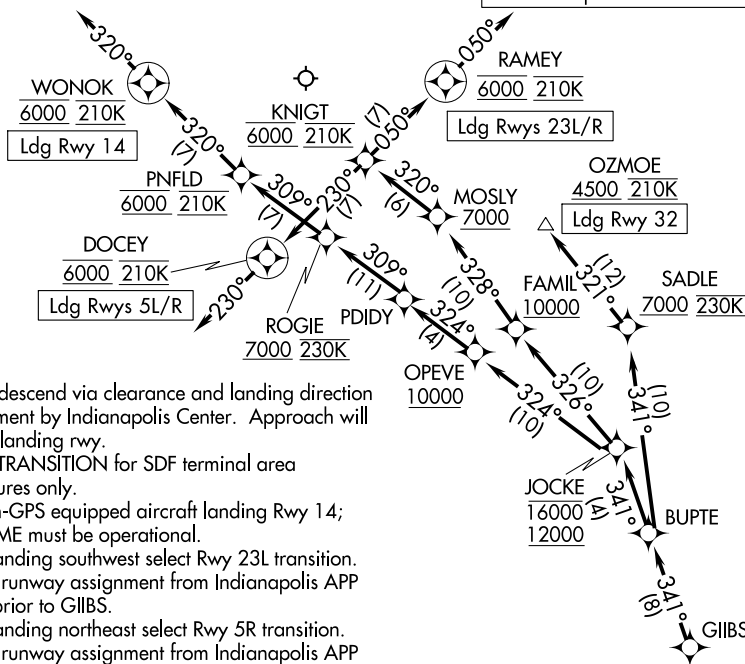 320°
WONOK
6000 210K
Ldg Rwy 14
320°
(7)
PNFLD
6000 210K
309°
(7)
KNIGT
6000 210K
(7)
050°
050°
RAMEY
6000 210K
Ldg Rwys 23L/R
230°
(7)
DOCEY
6000 210K
Ldg Rwys 5L/R
230°
320°
(6)
MOSLY
7000
OZMOE
4500 210K
Ldg Rwy 32
(12)
321°
SADLE
7000 230K
328°
(10)
FAMIL
10000
309°
(11)
ROGIE
7000 230K
PDIDY
324°
(4)
OPEVE
10000
(10)
326°
324°
(10)
(10)
341°
JOCKE
16000
12000
341°
(4)
BUPTE
341°
(8)
GIIBS
descend via clearance and landing direction
ment by Indianapolis Center. Approach will
landing rwy.
TRANSITION for SDF terminal area
ures only.
n-GPS equipped aircraft landing Rwy 14;
ME must be operational.
anding southwest select Rwy 23L transition.
runway assignment from Indianapolis APP
prior to GIIBS.
anding northeast select Rwy 5R transition.
runway assignment from Indianapolis APP